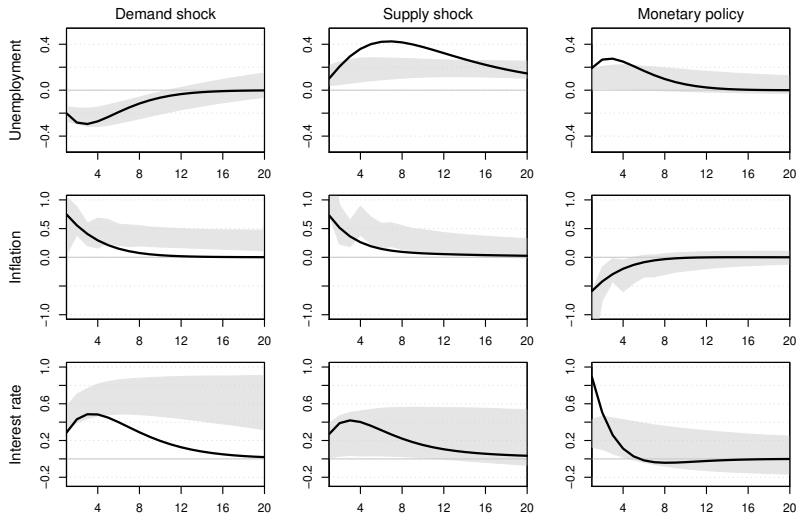 Demand shock Supply shock Monetary policy
Unemployment
−0.4 0.0 0.4
4 8 12 16 20
−0.4 0.0 0.4
4 8 12 16 20
−0.4 0.0 0.4
4 8 12 16 20
Inflation
−1.0 0.0 0.5 1.0
4 8 12 16 20
−1.0 0.0 0.5 1.0
4 8 12 16 20
−1.0 0.0 0.5 1.0
4 8 12 16 20
Interest rate
−0.2 0.2 0.6 1.0
4 8 12 16 20
−0.2 0.2 0.6 1.0
4 8 12 16 20
−0.2 0.2 0.6 1.0
4 8 12 16 20